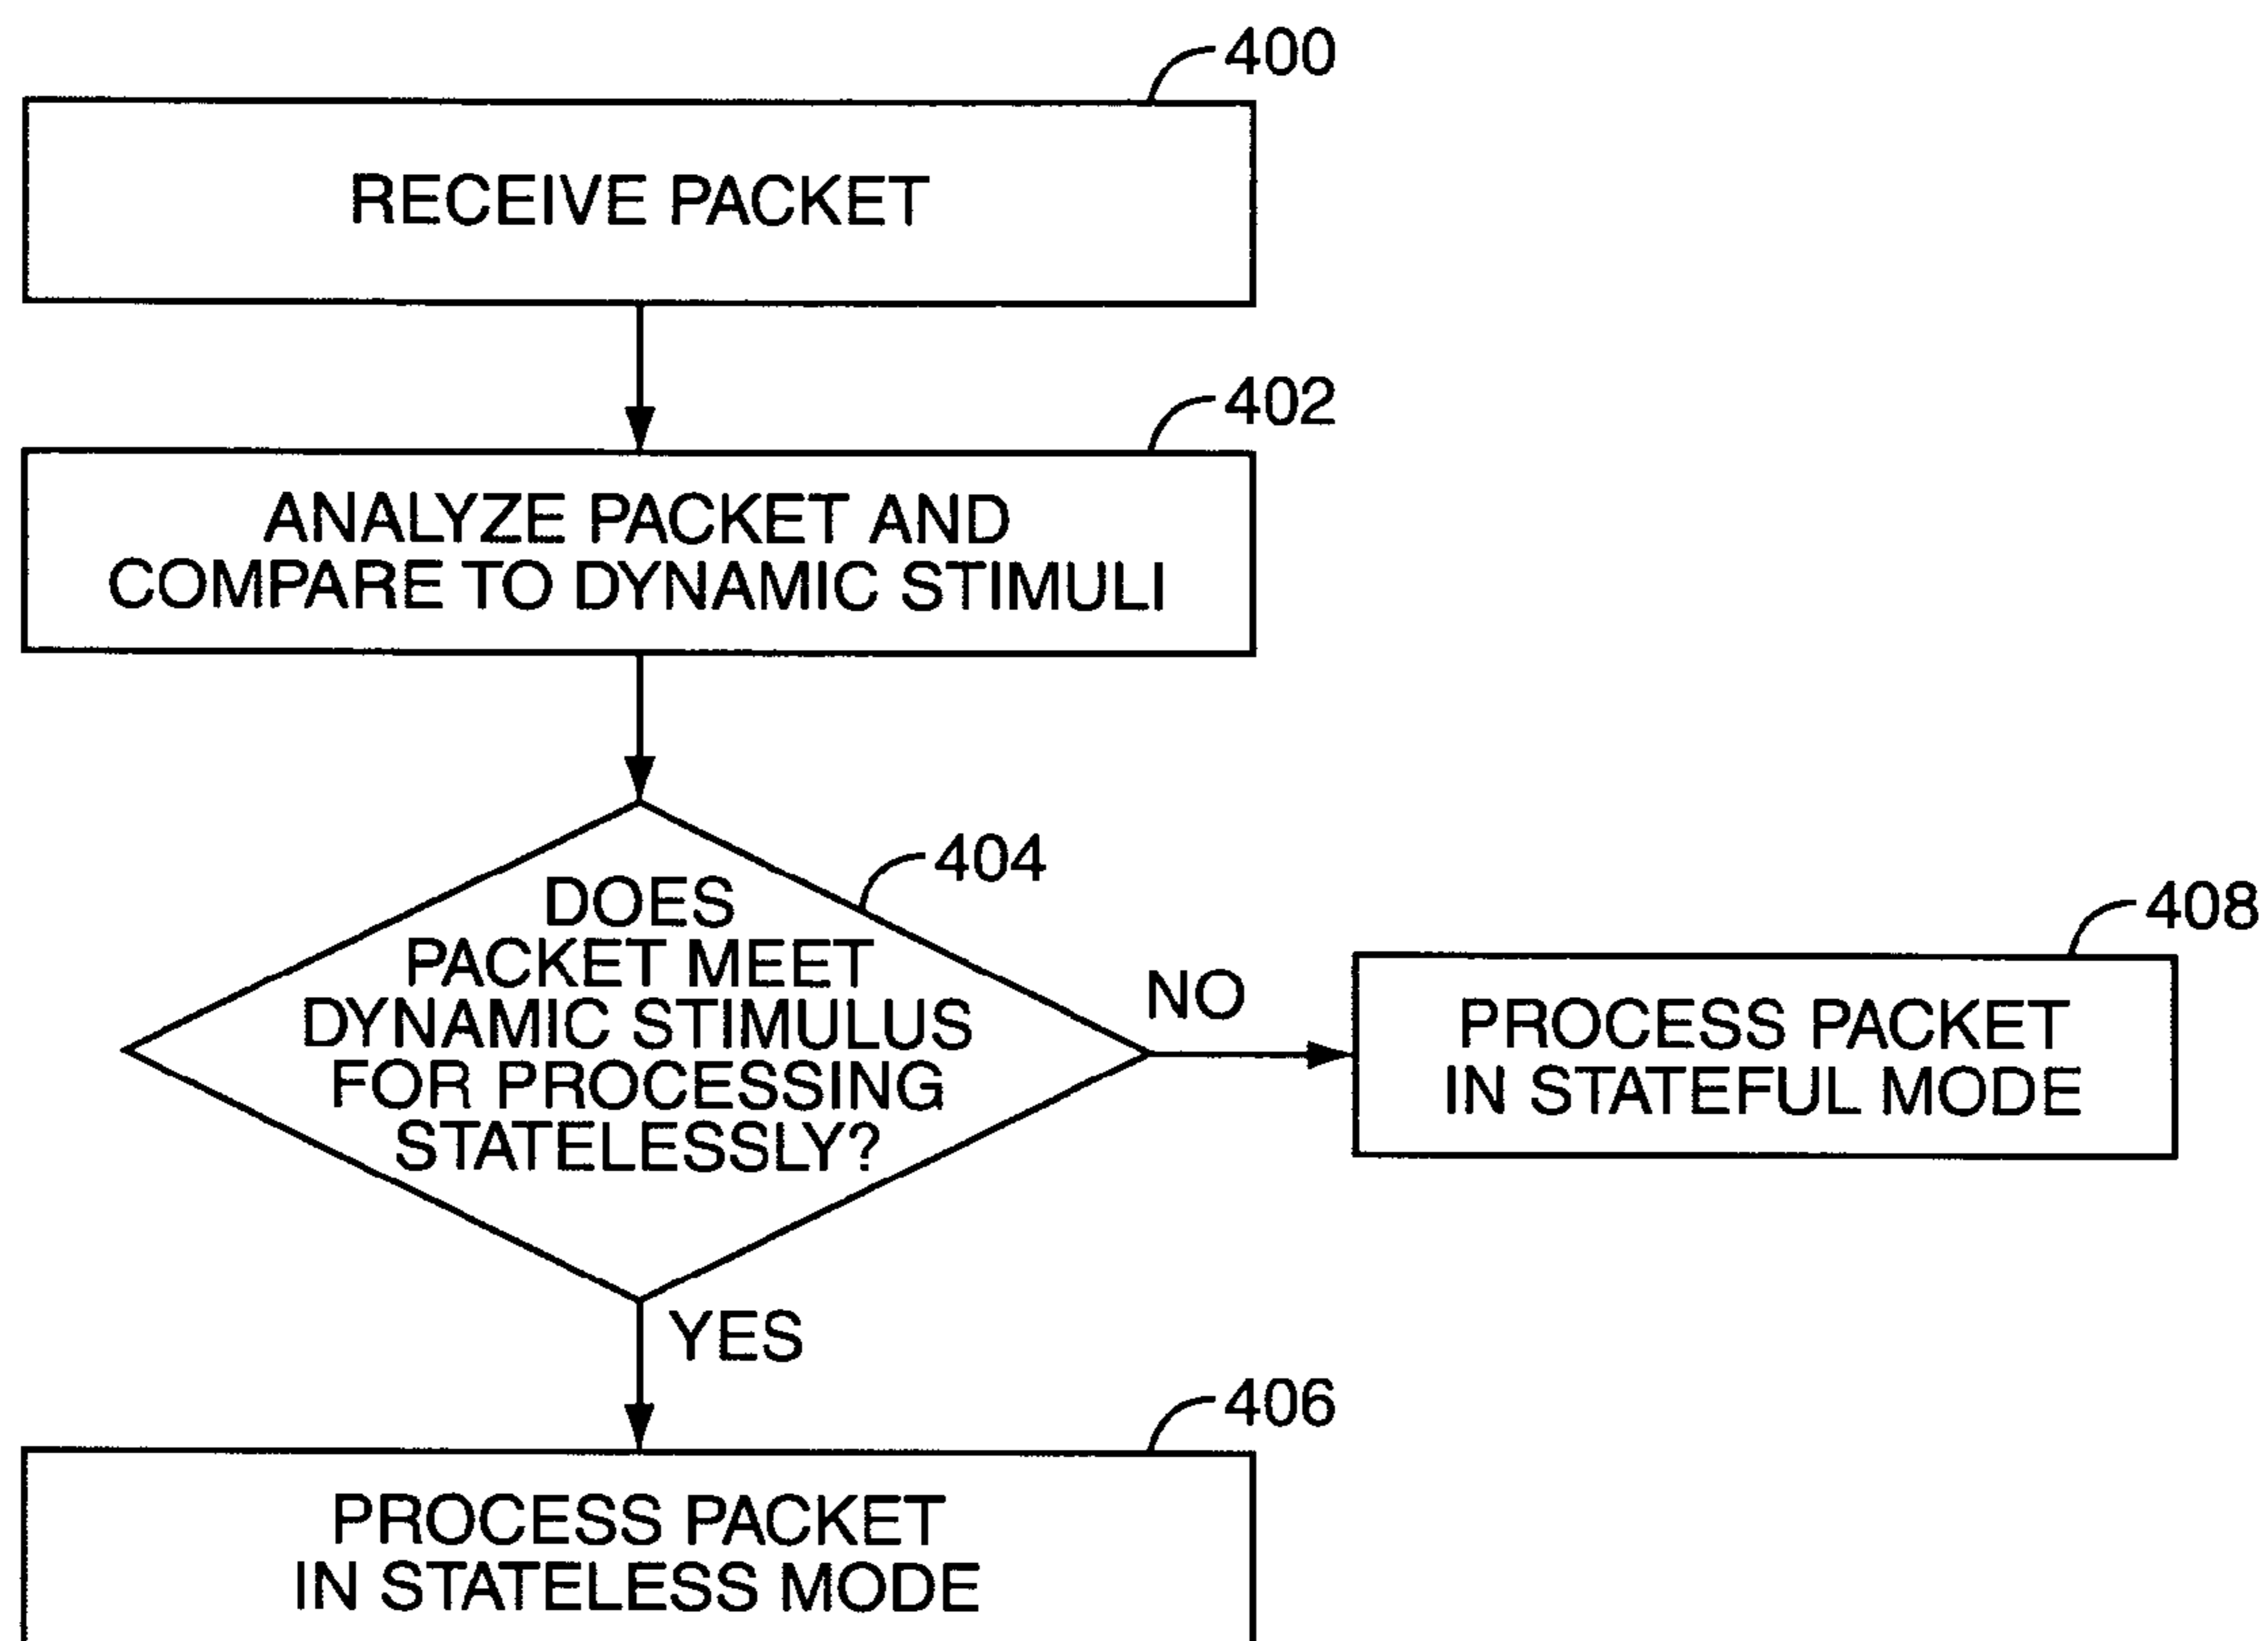 400
RECEIVE PACKET
402
ANALYZE PACKET AND
COMPARE TO DYNAMIC STIMULI
404
DOES
PACKET MEET
DYNAMIC STIMULUS
FOR PROCESSING
STATELESSLY?
NO
408
PROCESS PACKET
IN STATEFUL MODE
YES
406
PROCESS PACKET
IN STATELESS MODE